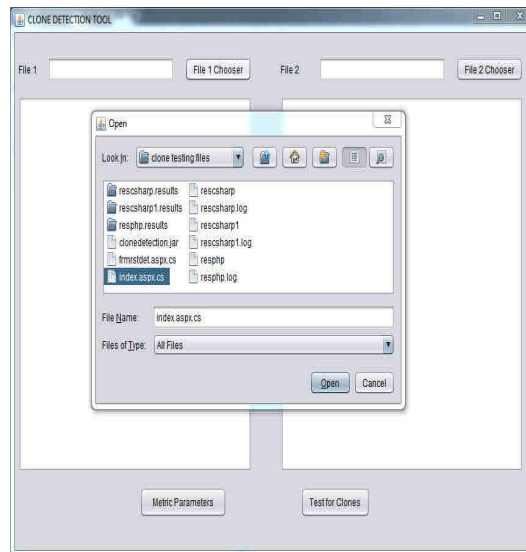 CLONE DETECTION TOOL
File 1 File 1 Chooser File 2 File 2 Chooser
Open
Look In: clone testing files
rescsharp.results rescsharp
rescsharp1.results rescsharp.log
resphp.results rescsharp1
clonedetection.jar rescsharp1.log
frmrstdet.aspx.cs resphp
index.aspx.cs resphp.log
File Name: index.aspx.cs
Files of Type: All Files
Open Cancel
Metric Parameters Test for Clones